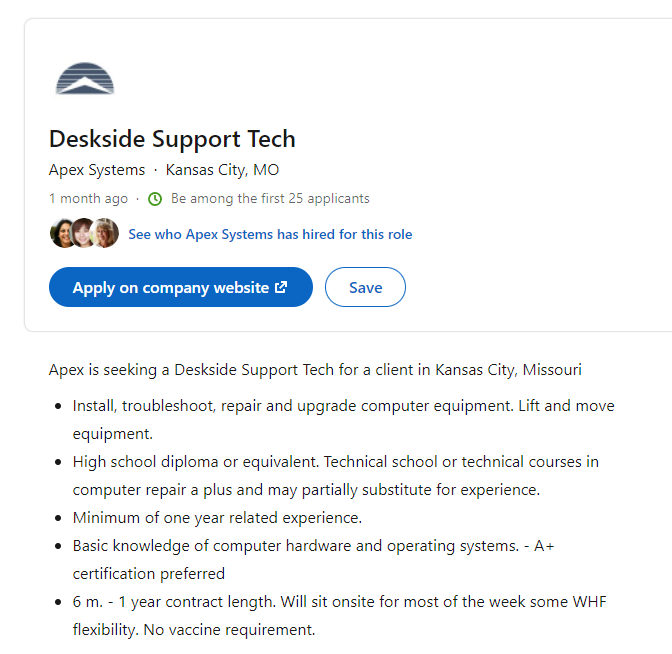 Deskside Support Tech
Apex Systems · Kansas City, MO
1 month ago · Be among the first 25 applicants
See who Apex Systems has hired for this role
Apply on company website
Save
Apex is seeking a Deskside Support Tech for a client in Kansas City, Missouri
• Install, troubleshoot, repair and upgrade computer equipment. Lift and move
equipment.
• High school diploma or equivalent. Technical school or technical courses in
computer repair a plus and may partially substitute for experience.
• Minimum of one year related experience.
• Basic knowledge of computer hardware and operating systems. - A+
certification preferred
• 6 m. - 1 year contract length. Will sit onsite for most of the week some WHF
flexibility. No vaccine requirement.